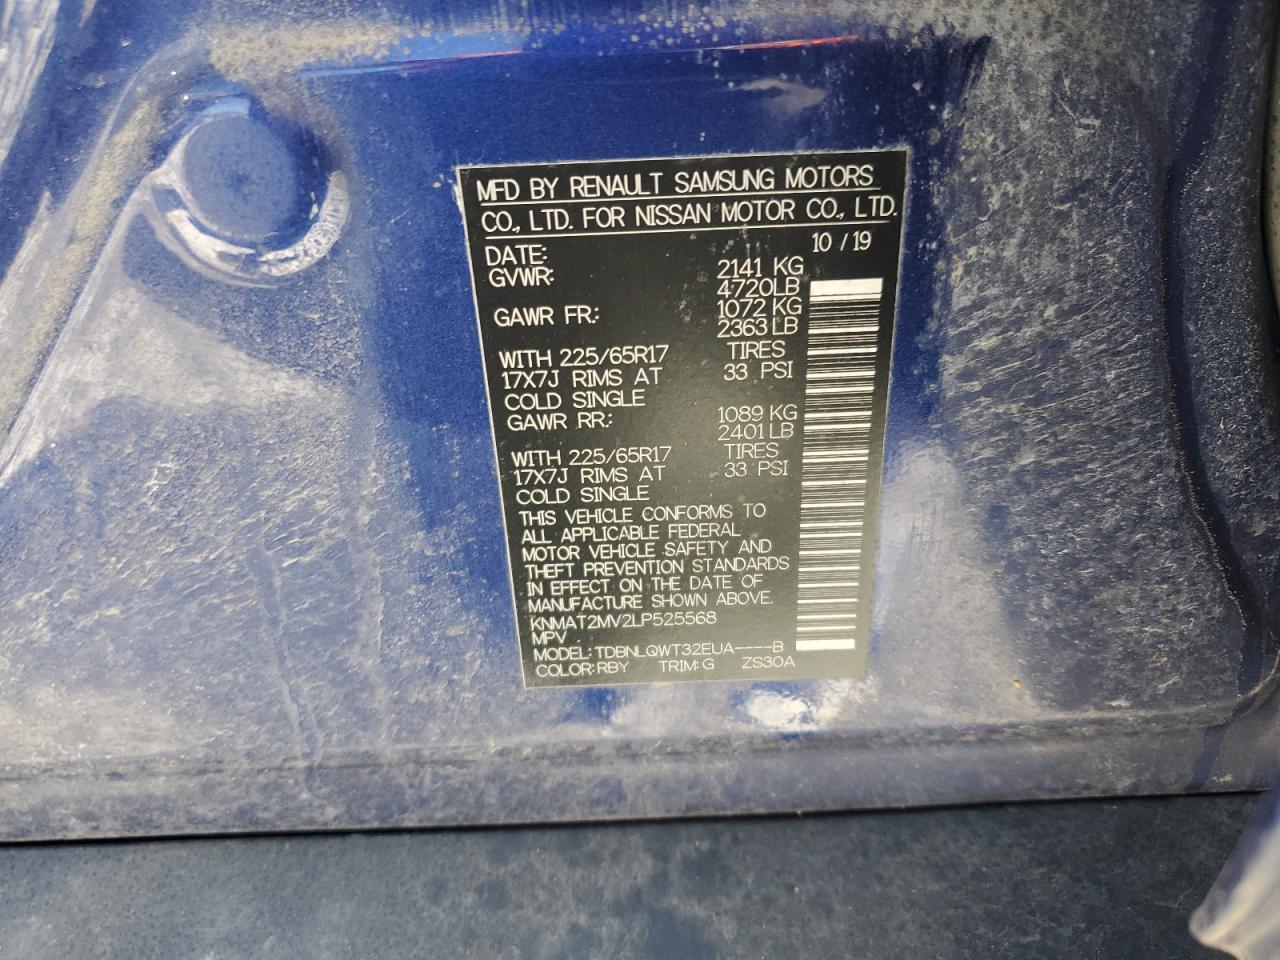 MFD BY RENAULT SAMSUNG MOTORS
CO., LTD. FOR NISSAN MOTOR CO., LTD.
DATE: 10 / 19
GVWR: 2141 KG
4720LB
GAWR FR.: 1072 KG
2363LB
WITH 225/65R17 TIRES
17X7J RIMS AT 33 PSI
COLD SINGLE
GAWR RR.: 1089 KG
2401LB
WITH 225/65R17 TIRES
17X7J RIMS AT 33 PSI
COLD SINGLE
THIS VEHICLE CONFORMS TO
ALL APPLICABLE FEDERAL
MOTOR VEHICLE SAFETY AND
THEFT PREVENTION STANDARDS
IN EFFECT ON THE DATE OF
MANUFACTURE SHOWN ABOVE.
KNMAT2MV2LP525568
MPV
MODEL: TDBNLQWT32EUA----B
COLOR: RBY TRIM: G ZS30A